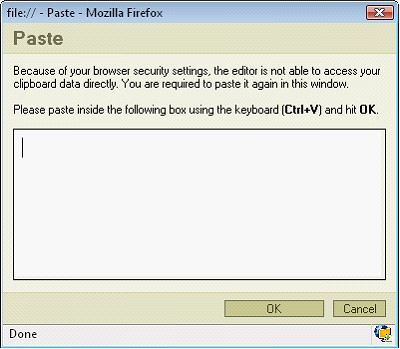 file:// - Paste - Mozilla Firefox
Paste
Because of your browser security settings, the editor is not able to access your
clipboard data directly. You are required to paste it again in this window.
Please paste inside the following box using the keyboard (Ctrl+V) and hit OK.
OK Cancel
Done